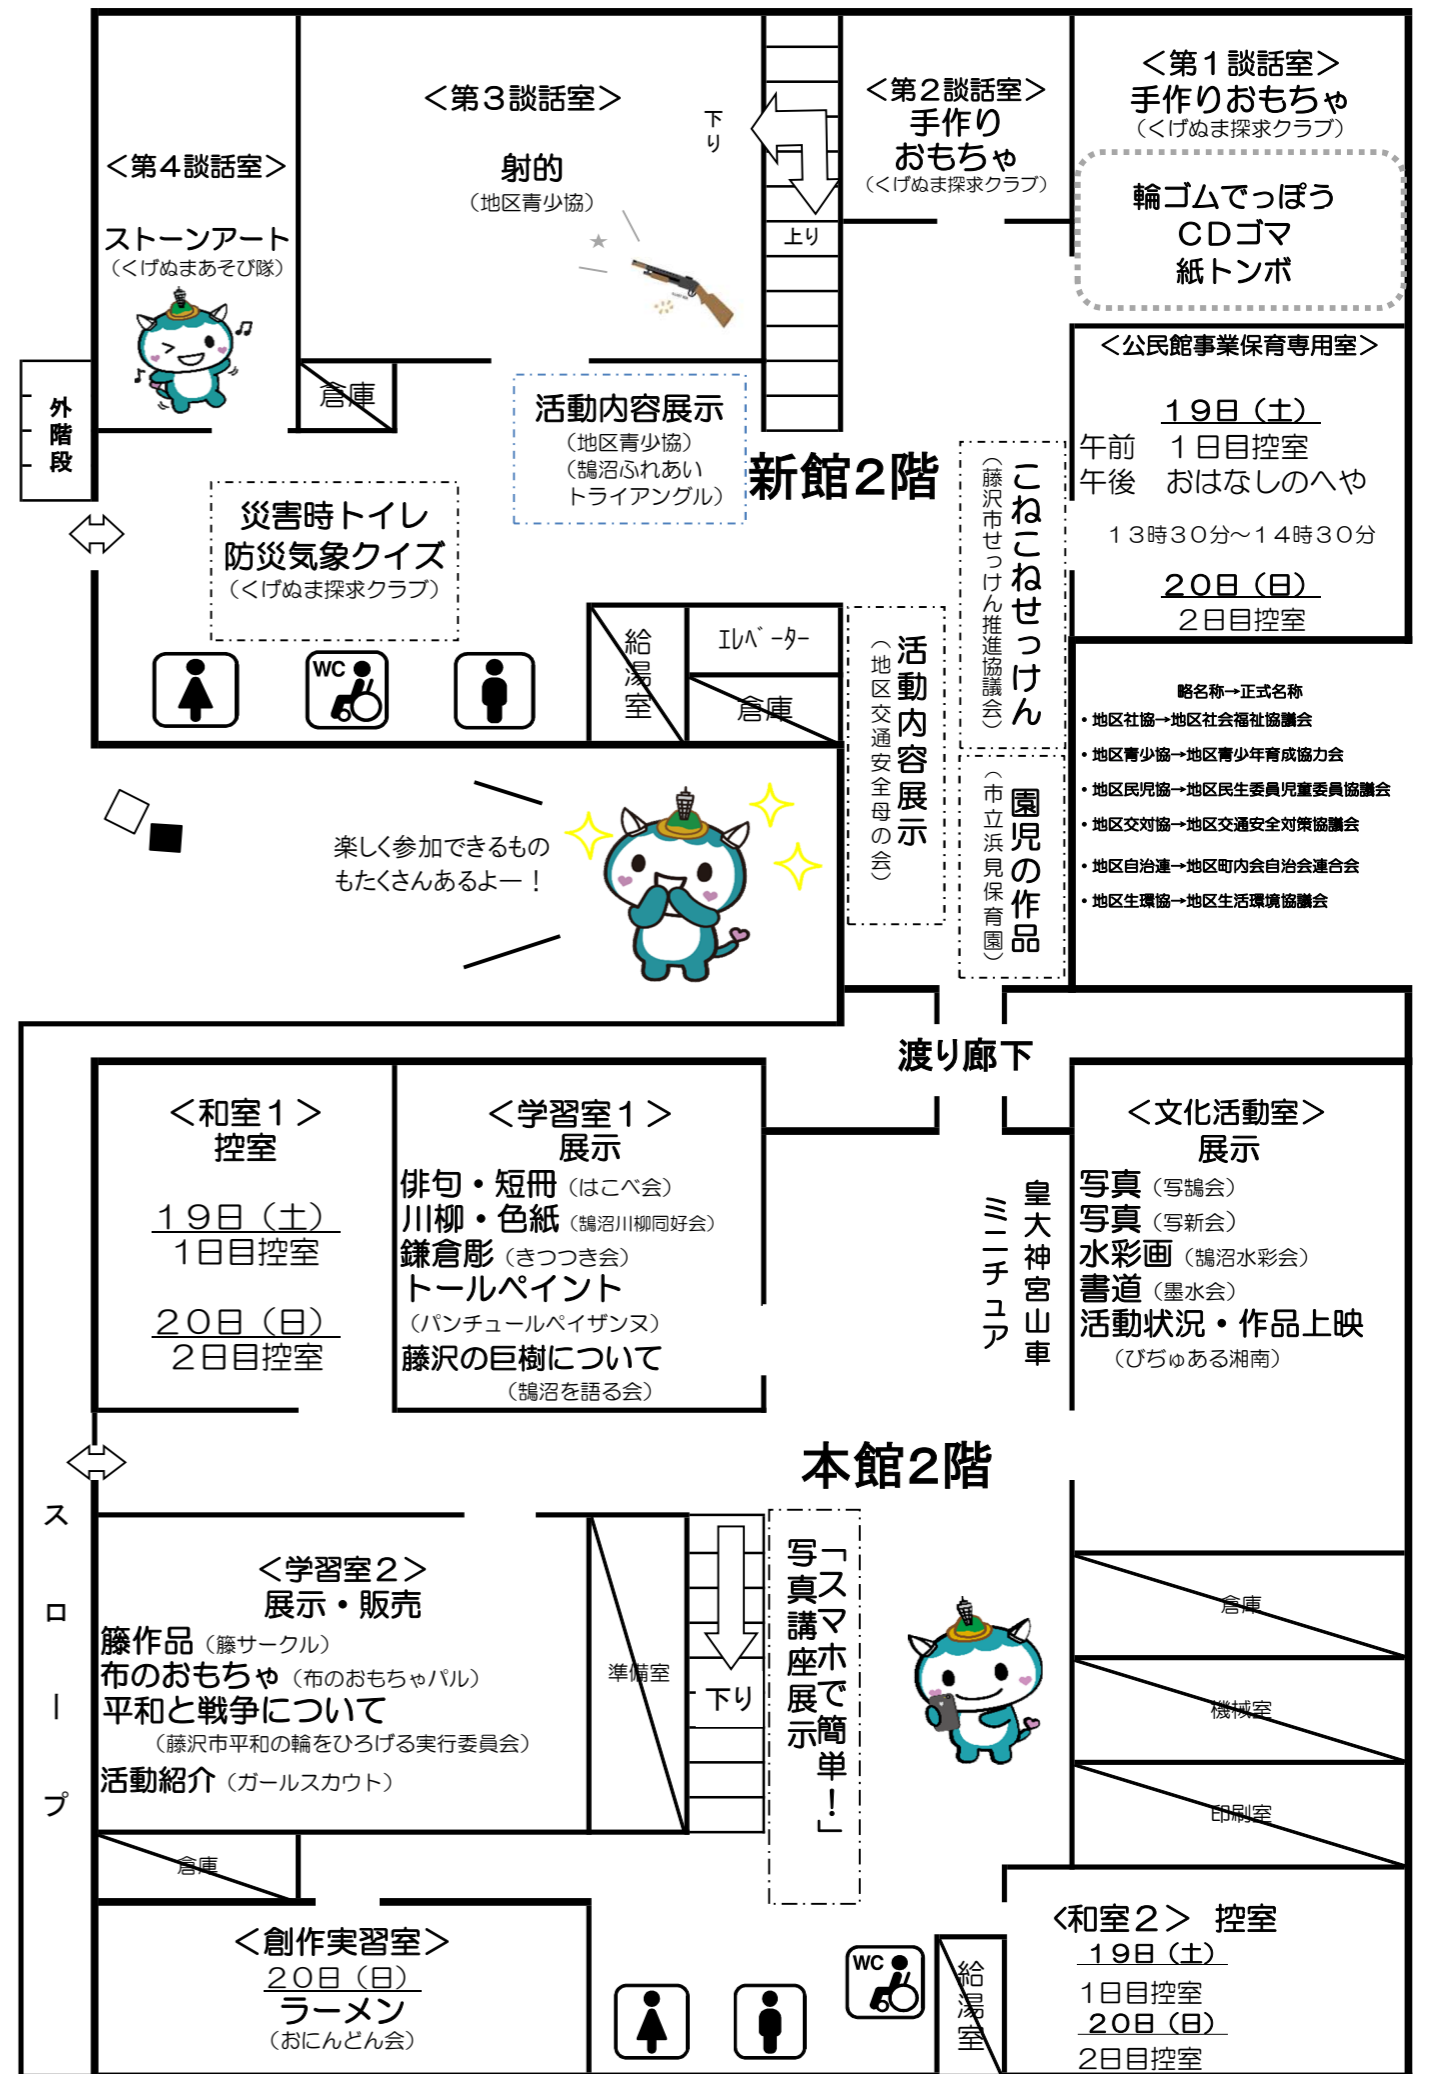 ＜第１談話室＞
手作りおもちゃ
（くげぬま探求クラブ）
輪ゴムでっぽう
ＣＤゴマ
紙トンボ
＜第２談話室＞
手作り
おもちゃ
（くげぬま探求クラブ）
下り
上り
＜第３談話室＞
射的
（地区青少協）
＜第４談話室＞
ストーンアート
（くげぬまあそび隊）
倉庫
外階段
活動内容展示
（地区青少協）
（鵠沼ふれあい
トライアングル）
新館2階
災害時トイレ
防災気象クイズ
（くげぬま探求クラブ）
WC
給湯室
ｴﾚﾍﾞｰﾀｰ
倉庫
＜公民館事業保育専用室＞
１９日（土）
午前　１日目控室
午後　おはなしのへや
１３時３０分～１４時３０分
２０日（日）
２日目控室
こねこねせっけん
（藤沢市せっけん推進協議会）
活動内容展示
（地区交通安全母の会）
園児の作品
（市立浜見保育園）
略名称→正式名称
・地区社協→地区社会福祉協議会
・地区青少協→地区青少年育成協力会
・地区民児協→地区民生委員児童委員協議会
・地区交対協→地区交通安全対策協議会
・地区自治連→地区町内会自治会連合会
・地区生環協→地区生活環境協議会
楽しく参加できるもの
もたくさんあるよー！
渡り廊下
＜和室１＞
控室
１９日（土）
１日目控室
２０日（日）
２日目控室
＜学習室１＞
展示
俳句・短冊（はこべ会）
川柳・色紙（鵠沼川柳同好会）
鎌倉彫（きつつき会）
トールペイント
（パンチュールペイザンヌ）
藤沢の巨樹について
（鵠沼を語る会）
皇大神宮山車
ミニチュア
＜文化活動室＞
展示
写真（写鵠会）
写真（写新会）
水彩画（鵠沼水彩会）
書道（墨水会）
活動状況・作品上映
（びぢゅある湘南）
本館2階
スロープ
＜学習室２＞
展示・販売
籐作品（籐サークル）
布のおもちゃ（布のおもちゃパル）
平和と戦争について
（藤沢市平和の輪をひろげる実行委員会）
活動紹介（ガールスカウト）
準備室
下り
「スマホで簡単！」
写真講座展示
倉庫
機械室
印刷室
倉庫
＜創作実習室＞
２０日（日）
ラーメン
（おにんどん会）
WC
給湯室
＜和室２＞ 控室
１９日（土）
１日目控室
２０日（日）
２日目控室